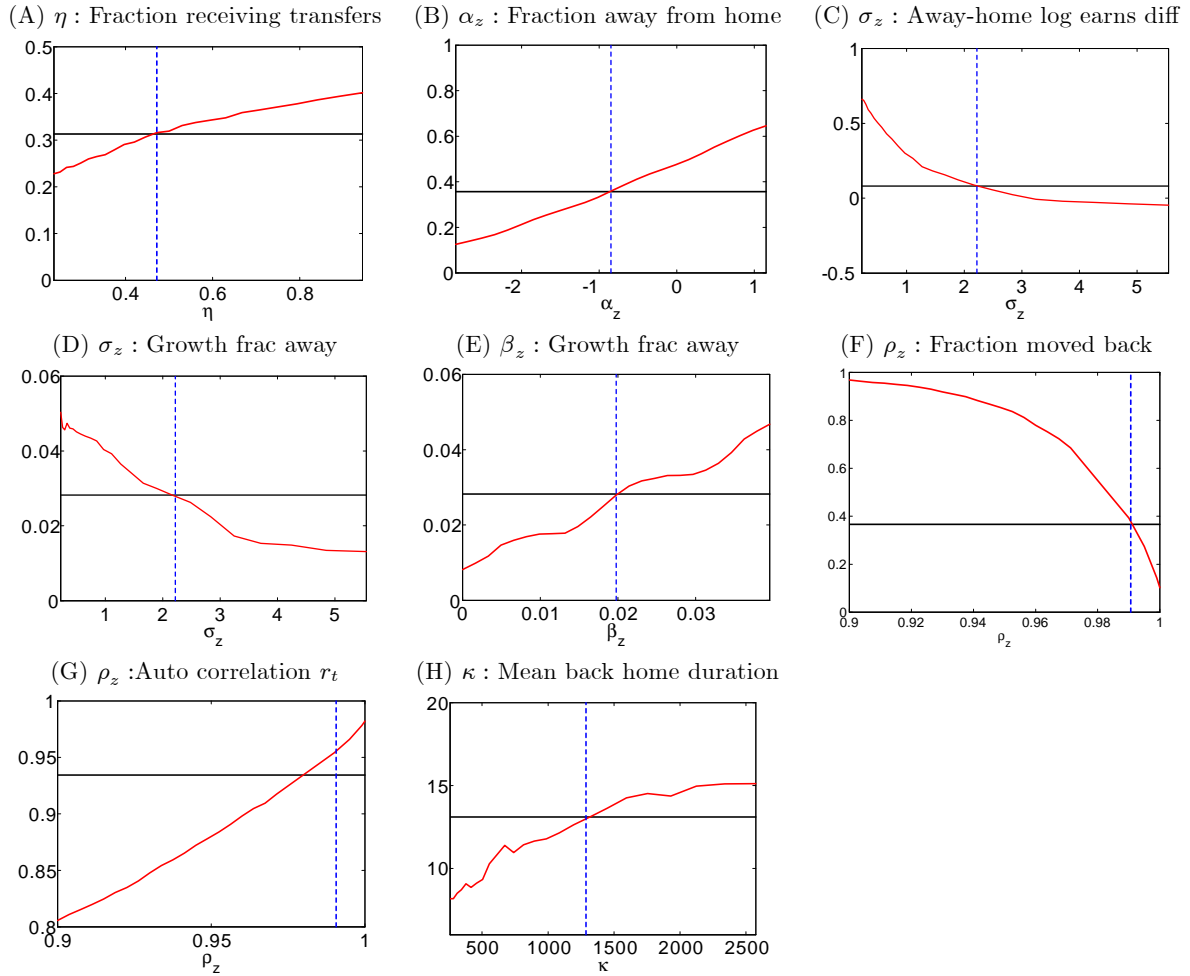 (A) η : Fraction receiving transfers
0.5
0.4
0.3
0.2
0.1
0
0.4 0.6 0.8
η
(B) α_z : Fraction away from home
1
0.8
0.6
0.4
0.2
0
-2 -1 0 1
α_z
(C) σ_z : Away-home log earns diff
1
0.5
0
-0.5
1 2 3 4 5
σ_z
(D) σ_z : Growth frac away
0.06
0.04
0.02
0
1 2 3 4 5
σ_z
(E) β_z : Growth frac away
0.06
0.04
0.02
0
0 0.01 0.02 0.03
β_z
(F) ρ_z : Fraction moved back
1
0.8
0.6
0.4
0.2
0
0.9 0.92 0.94 0.96 0.98 1
ρ_z
(G) ρ_z :Auto correlation r_t
1
0.95
0.9
0.85
0.8
0.9 0.95 1
ρ_z
(H) κ : Mean back home duration
20
15
10
500 1000 1500 2000 2500
κ